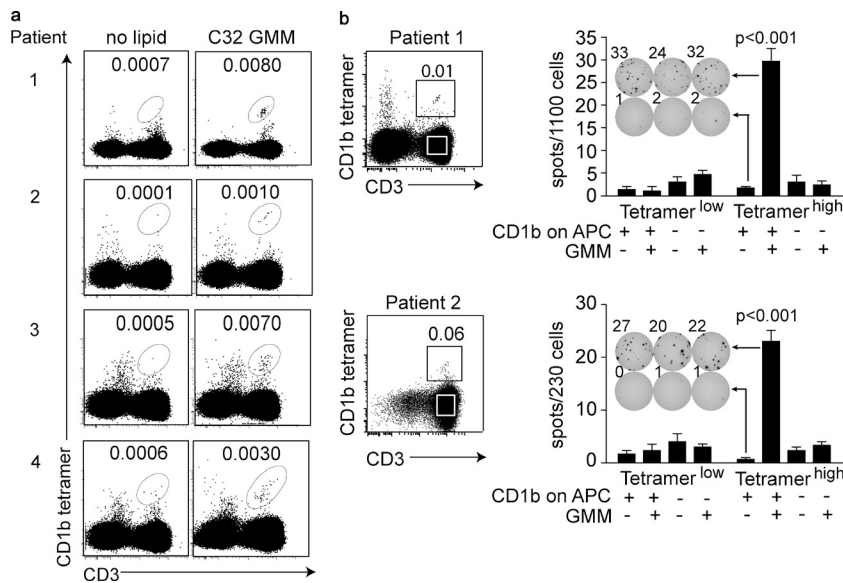 a
Patient
no lipid
C32 GMM
1
0.0007
0.0080
2
0.0001
0.0010
3
0.0005
0.0070
4
0.0006
0.0030
CD1b tetramer
CD3
b
Patient 1
0.01
CD1b tetramer
CD3
35
30
25
20
15
10
5
0
spots/1100 cells
33 24 32
1 2 2
p<0.001
Tetramer low Tetramer high
CD1b on APC + + - - + + - -
GMM - + - + - + - +
Patient 2
0.06
CD1b tetramer
CD3
30
20
10
0
spots/230 cells
27 20 22
0 1 1
p<0.001
Tetramer low Tetramer high
CD1b on APC + + - - + + - -
GMM - + - + - + - +